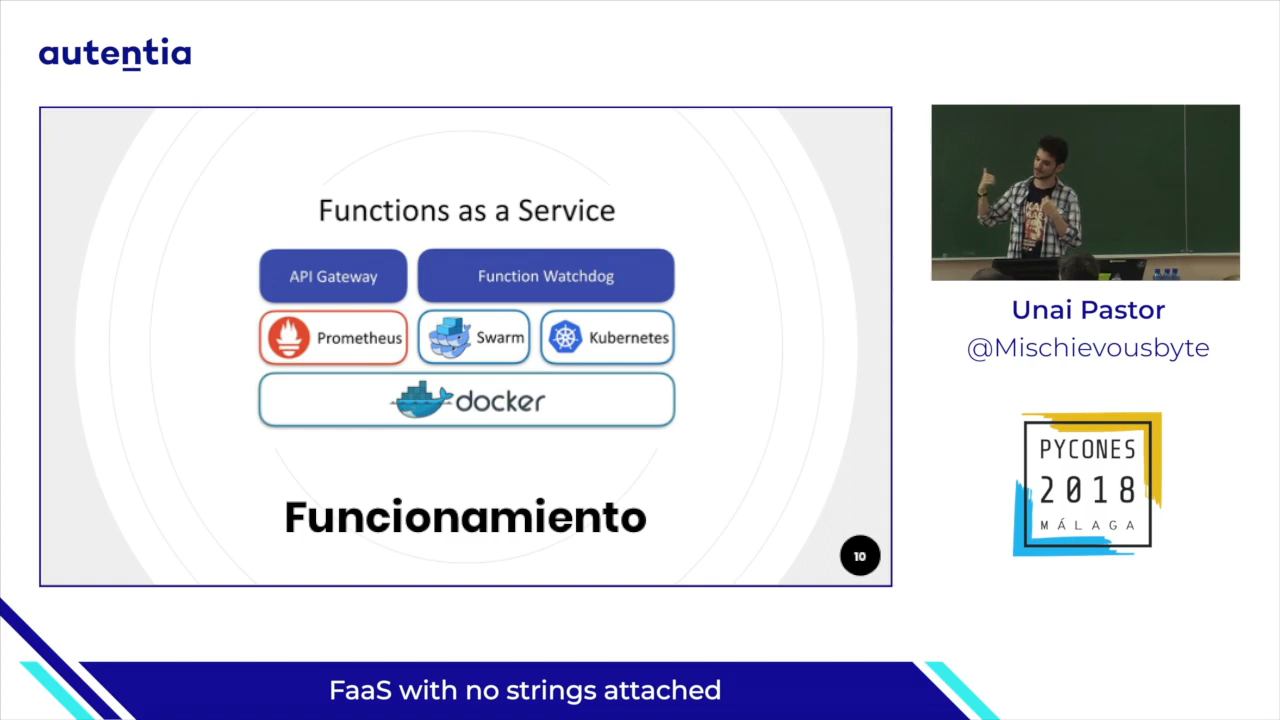 autentia
Functions as a Service
API Gateway
Function Watchdog
Prometheus
Swarm
Kubernetes
docker
Funcionamiento
10
Unai Pastor
@Mischievousbyte
PYCONES
2018
MÁLAGA
FaaS with no strings attached